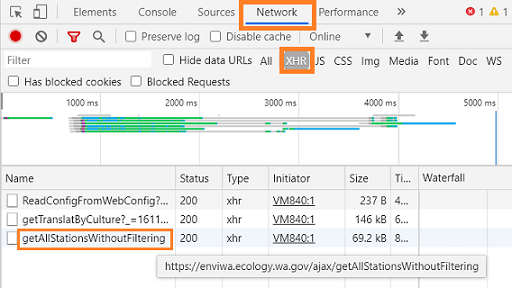 Elements Console Sources Network Performance » 1 1
Preserve log Disable cache Online
Filter Hide data URLs All XHR JS CSS Img Media Font Doc WS
Has blocked cookies Blocked Requests
1000 ms 2000 ms 3000 ms 4000 ms 5000 ms
Name Status Type Initiator Size Ti... Waterfall
ReadConfigFromWebConfig?... 200 xhr VM840:1 237 B 4...
getTranslatByCulture?_=1611... 200 xhr VM840:1 146 kB 6...
getAllStationsWithoutFiltering 200 xhr VM840:1 69.2 kB 8...
https://enviwa.ecology.wa.gov/ajax/getAllStationsWithoutFiltering